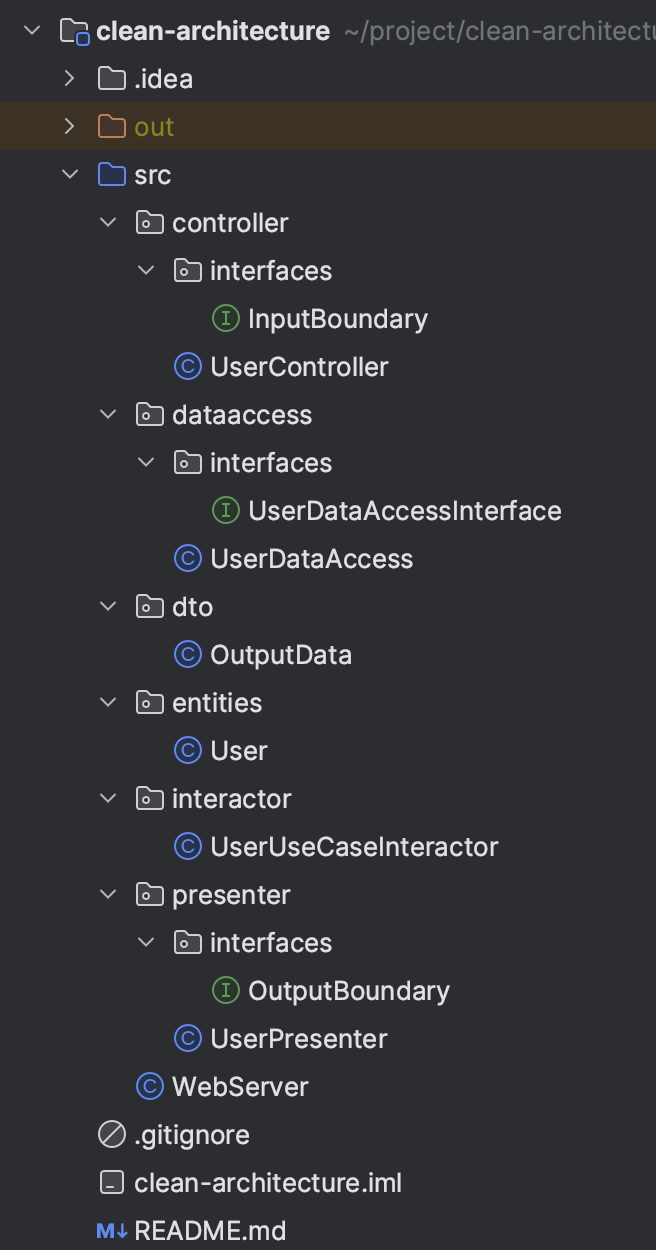 clean-architecture ~/project/clean-architectu
.idea
out
src
controller
interfaces
I InputBoundary
C UserController
dataaccess
interfaces
I UserDataAccessInterface
C UserDataAccess
dto
C OutputData
entities
C User
interactor
C UserUseCaseInteractor
presenter
interfaces
I OutputBoundary
C UserPresenter
C WebServer
.gitignore
clean-architecture.iml
M↓ README.md